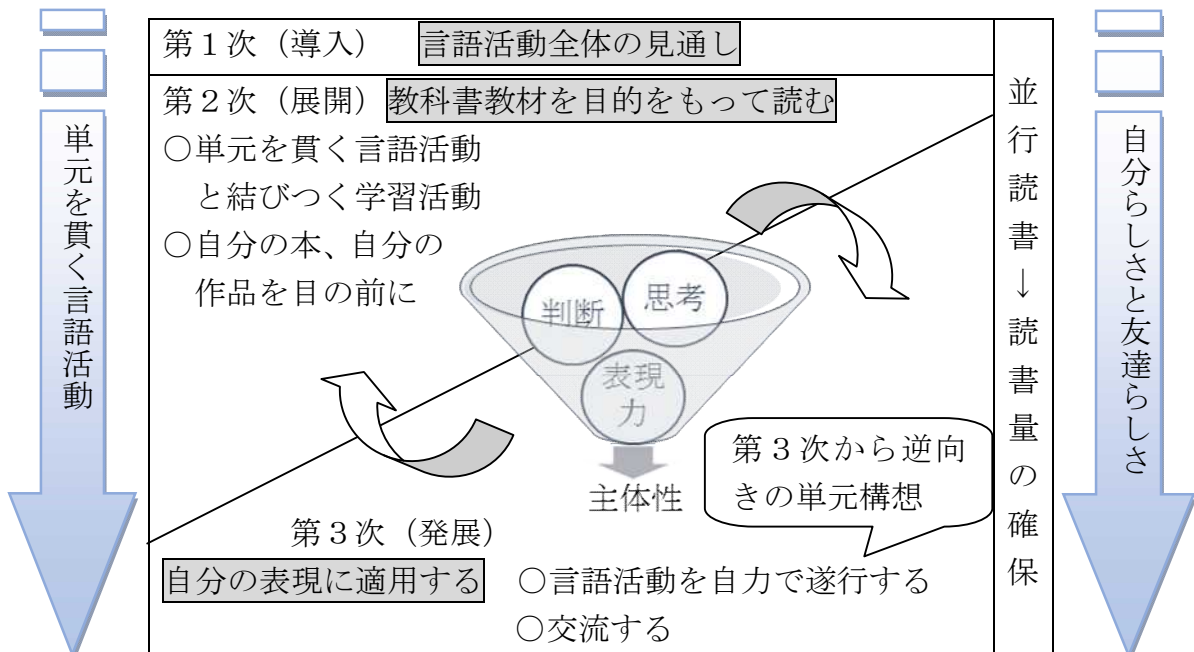 単元を貫く言語活動
第１次（導入） 言語活動全体の見通し
第２次（展開）教科書教材を目的をもって読む
○単元を貫く言語活動
と結びつく学習活動
○自分の本、自分の
作品を目の前に
判断
思考
表現
力
主体性
第３次から逆向
きの単元構想
第３次（発展）
自分の表現に適用する
○言語活動を自力で遂行する
○交流する
並行読書→読書量の確保
自分らしさと友達らしさ